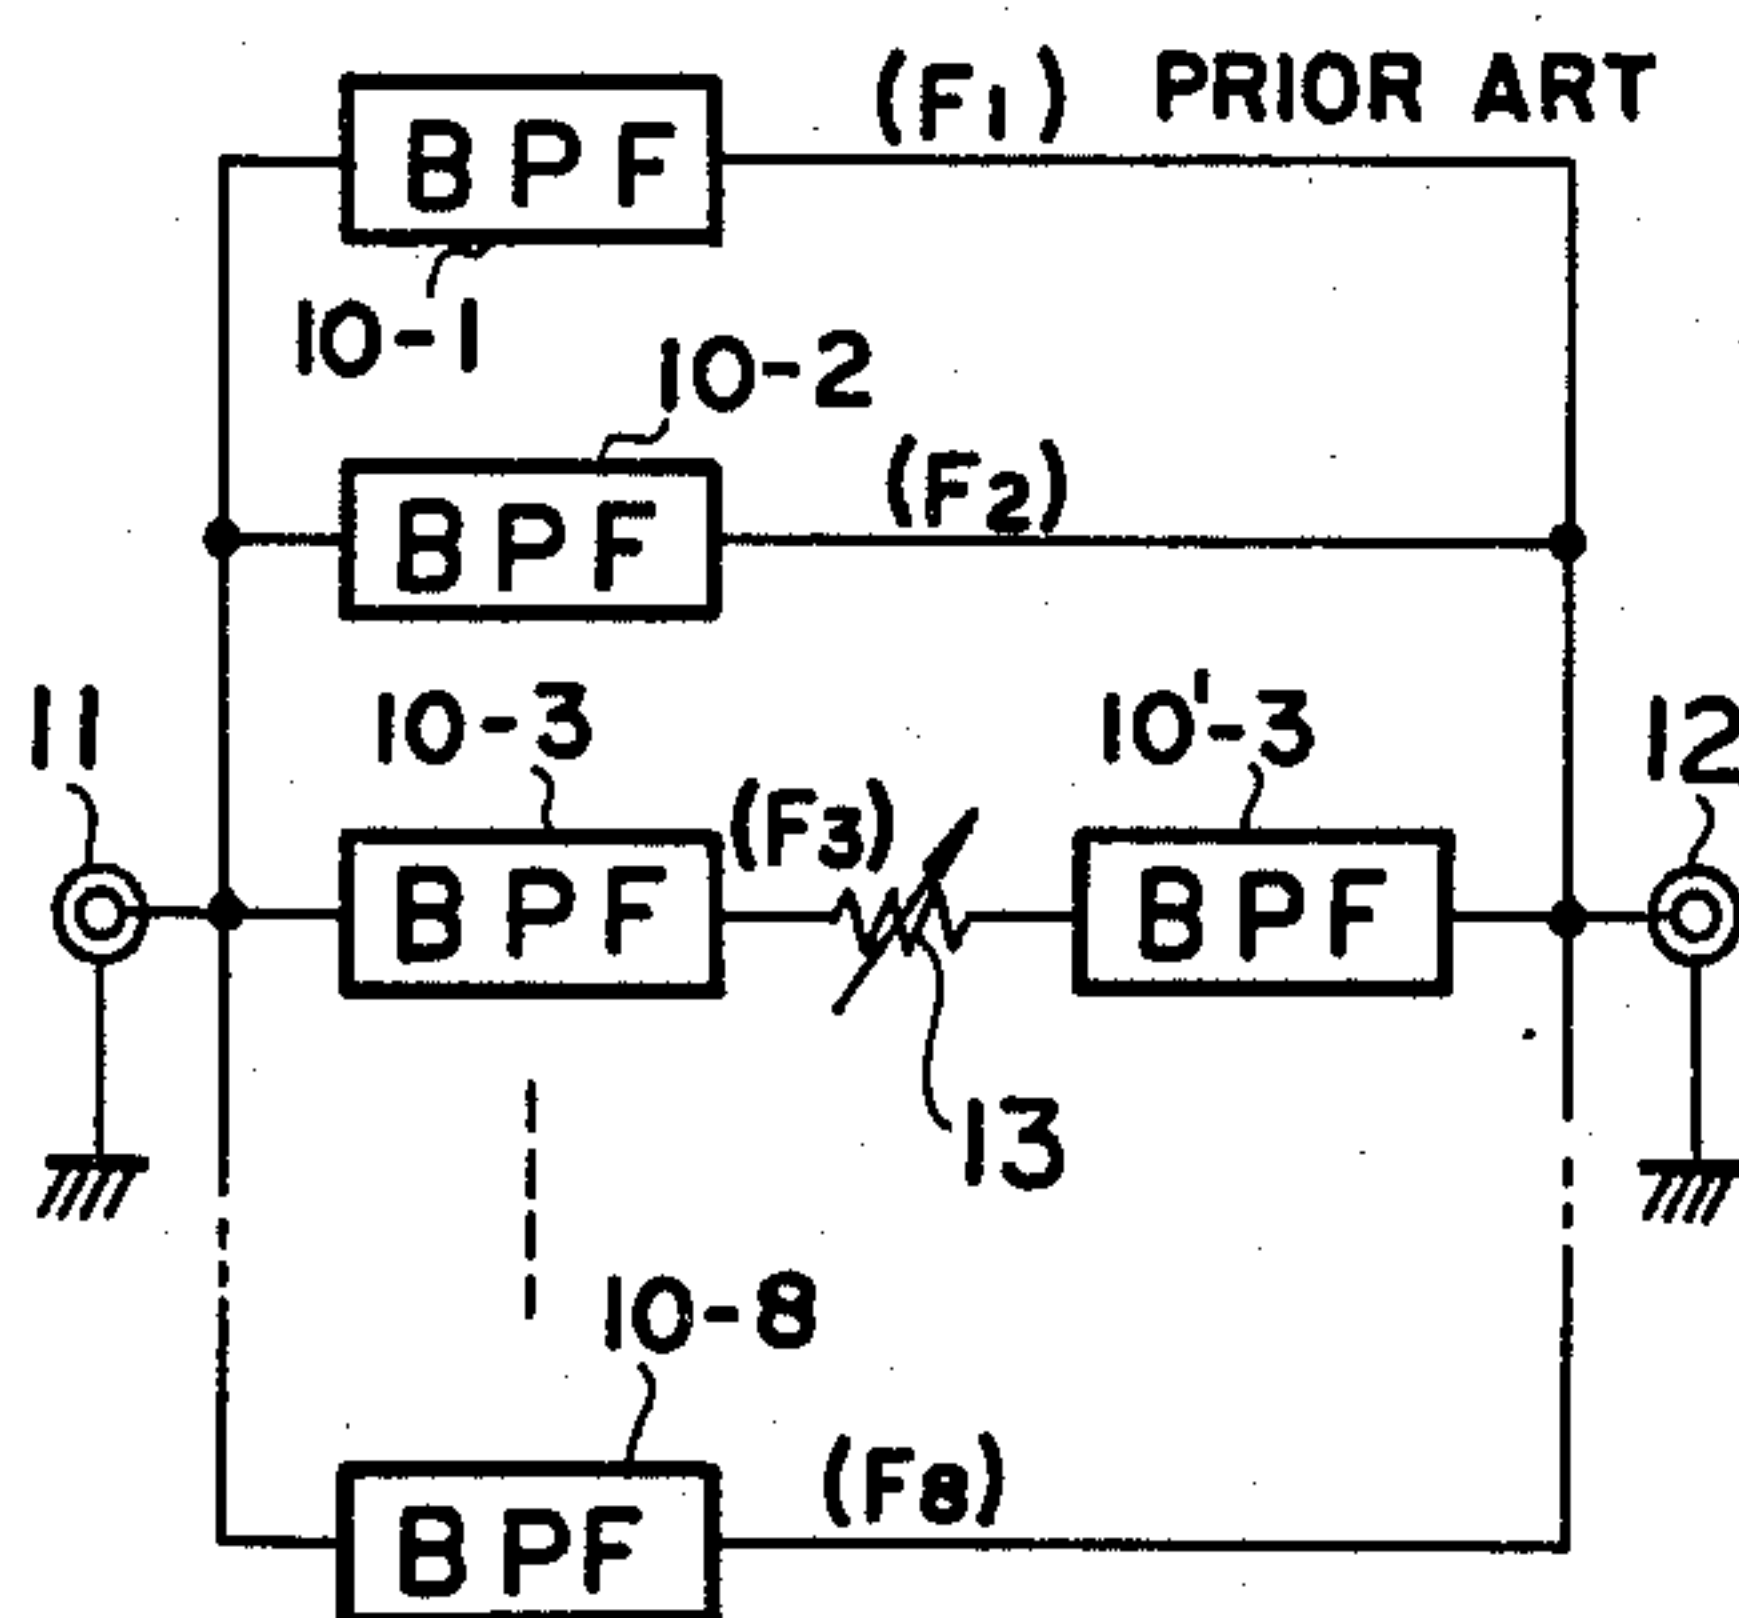 (F1) PRIOR ART
BPF
10-1
10-2
(F2)
BPF
11
10-3
10'-3
12
(F3)
BPF
BPF
13
10-8
(F8)
BPF